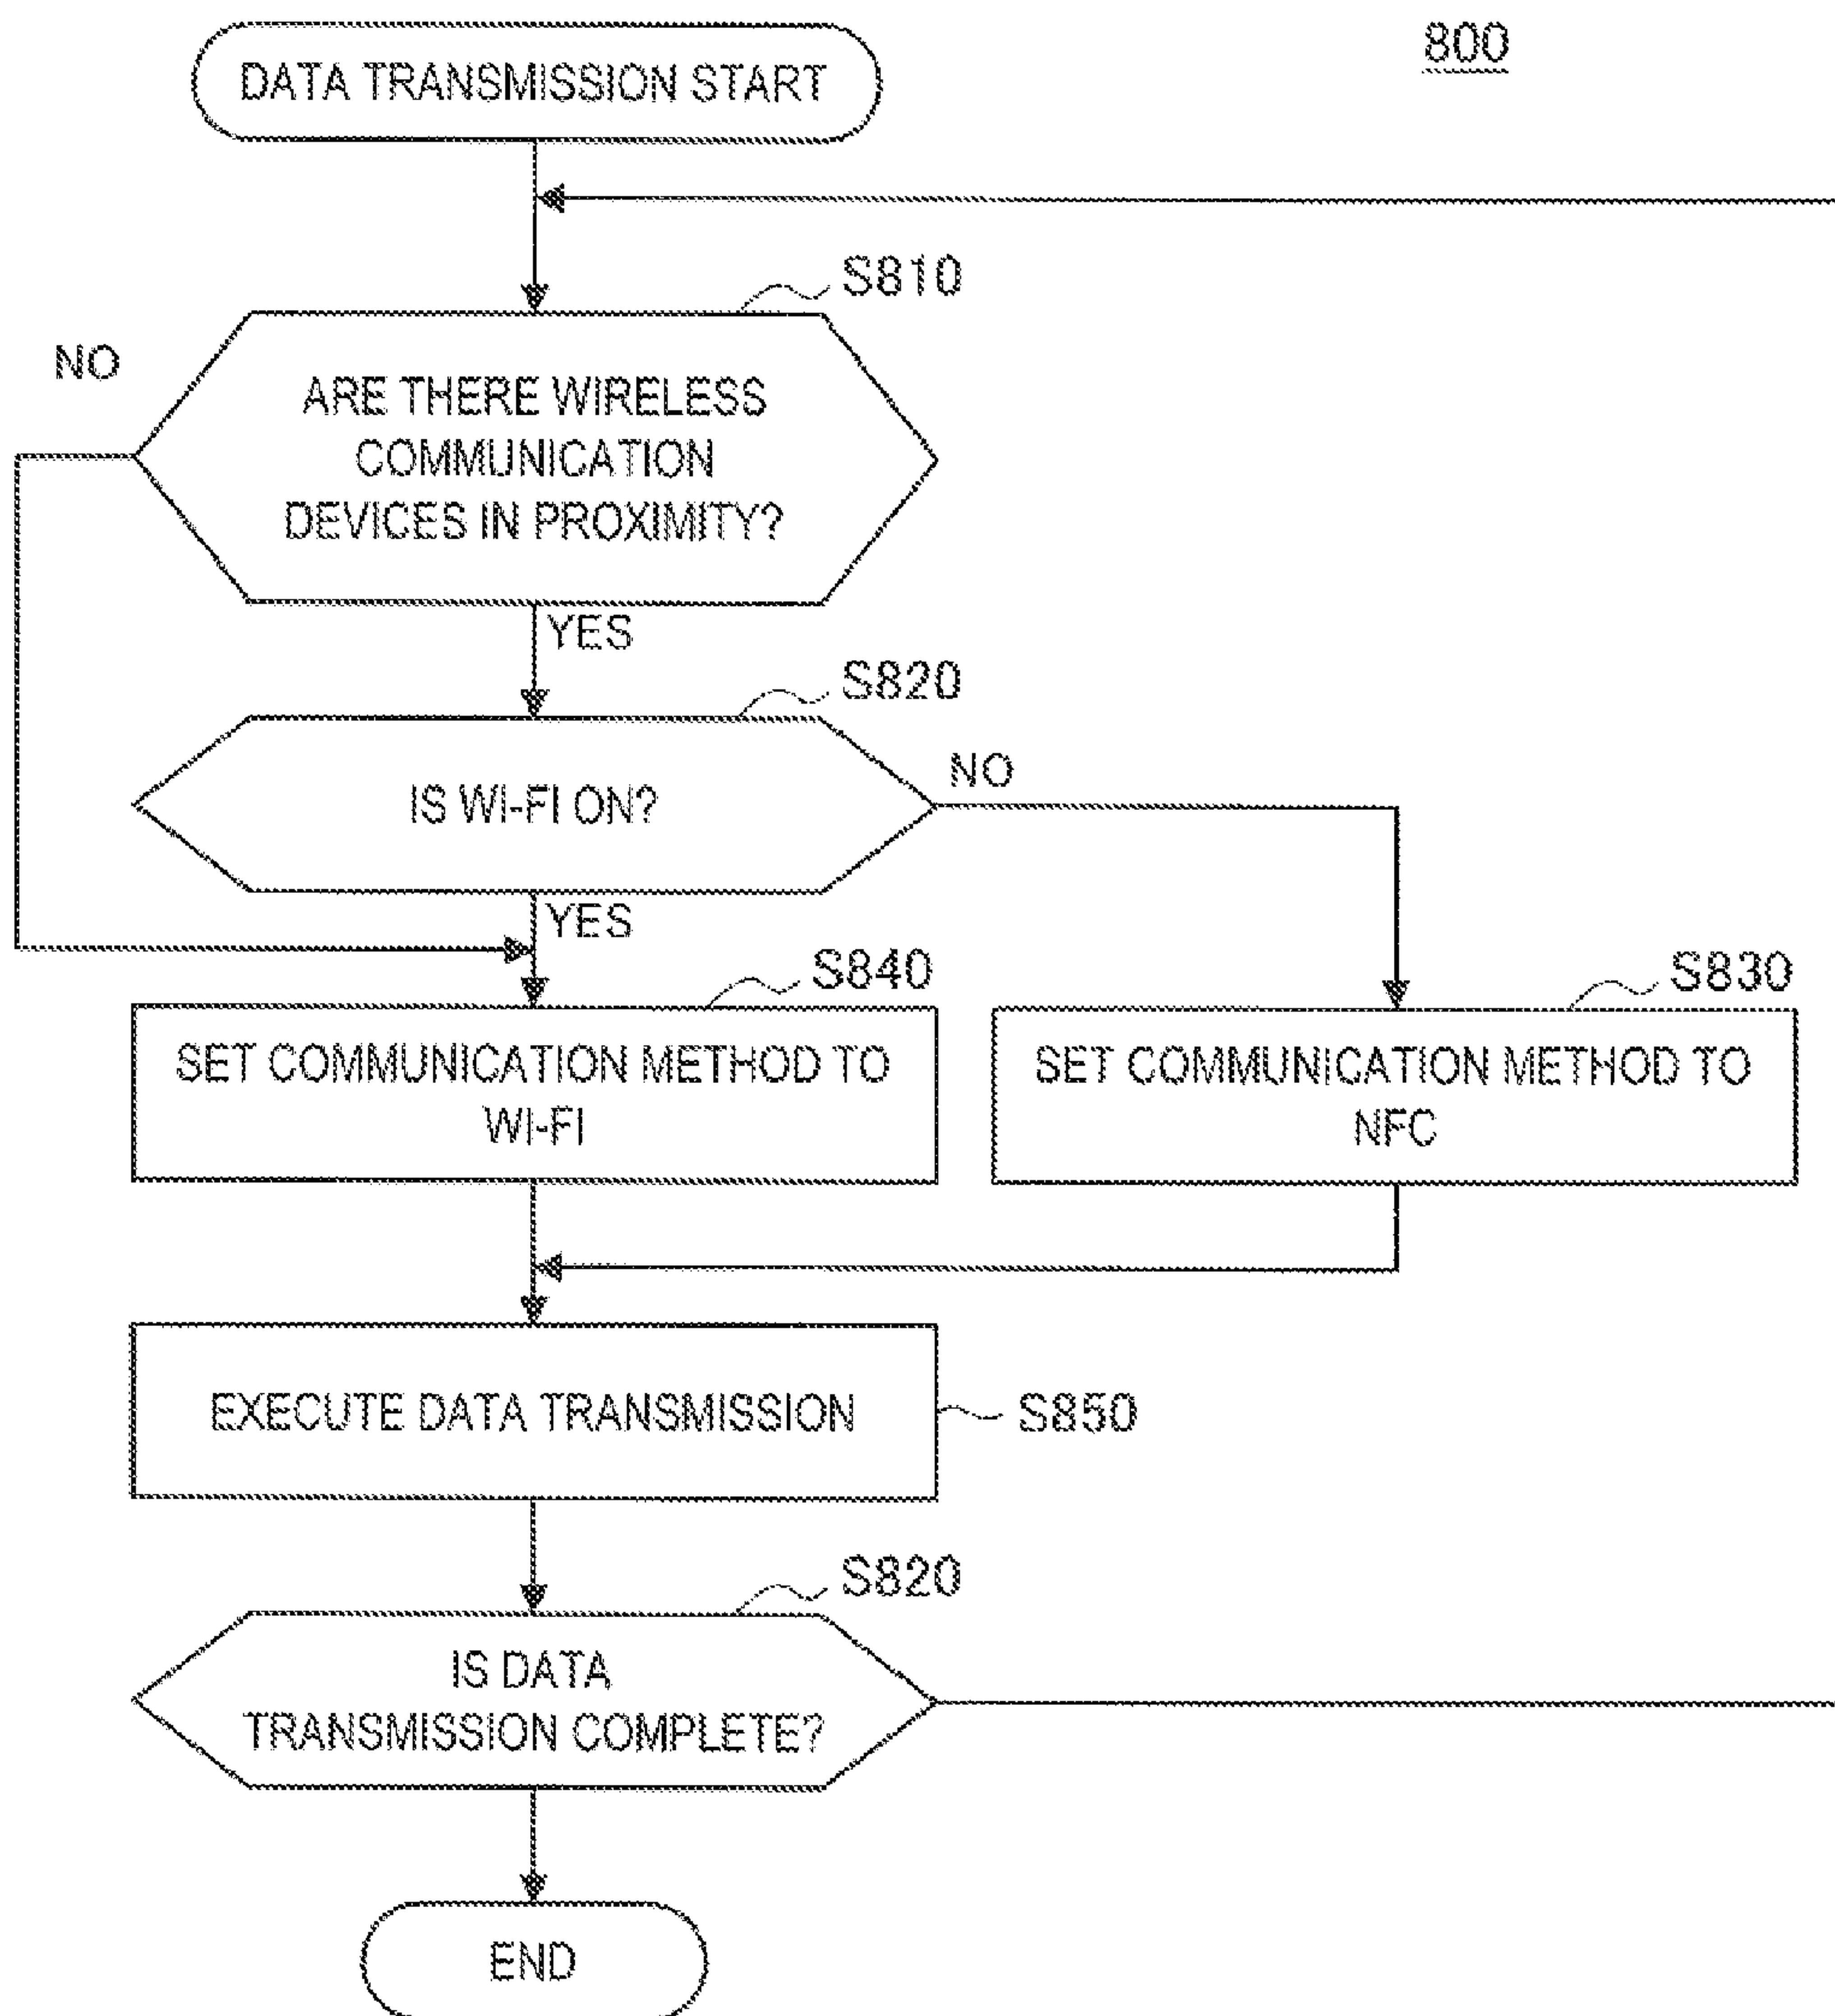 800
DATA TRANSMISSION START
S810
NO
ARE THERE WIRELESS
COMMUNICATION
DEVICES IN PROXIMITY?
YES
S820
IS WI-FI ON?
NO
YES
S840
SET COMMUNICATION METHOD TO
WI-FI
S830
SET COMMUNICATION METHOD TO
NFC
EXECUTE DATA TRANSMISSION
S850
S820
IS DATA
TRANSMISSION COMPLETE?
END